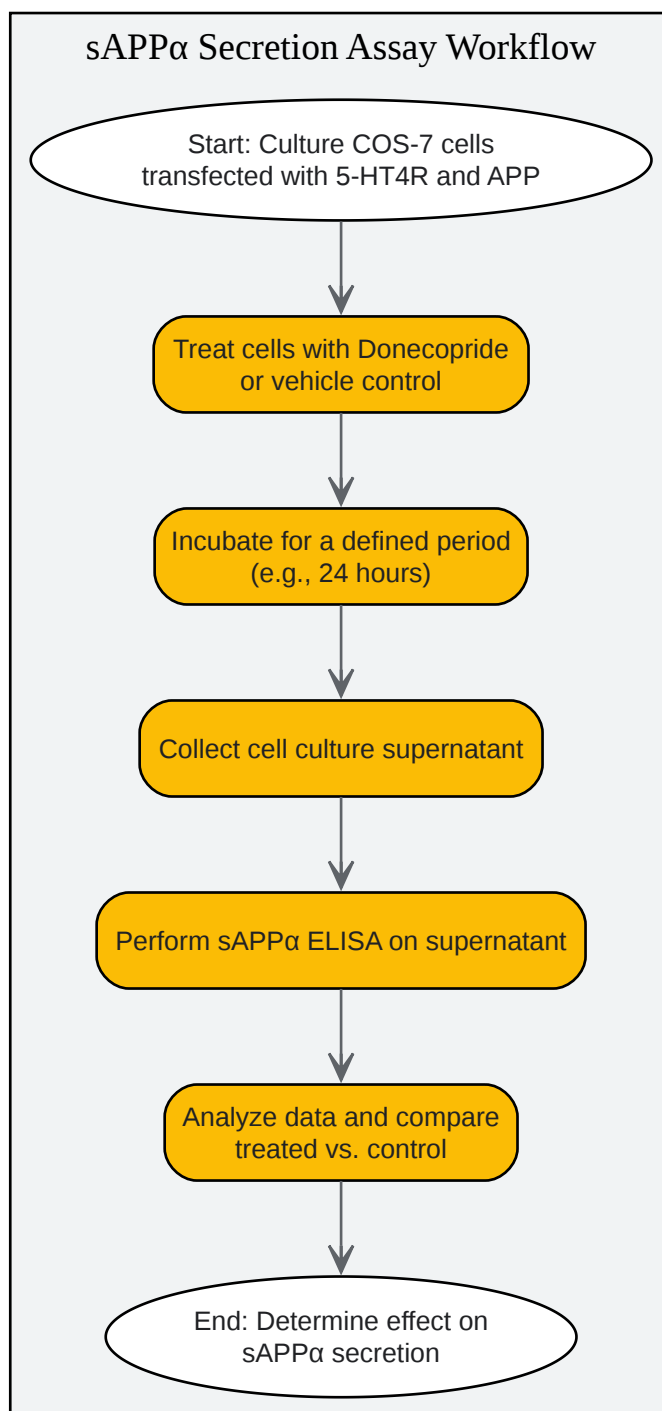 sAPPα Secretion Assay Workflow
Start: Culture COS-7 cells
transfected with 5-HT4R and APP
Treat cells with Donecopride
or vehicle control
Incubate for a defined period
(e.g., 24 hours)
Collect cell culture supernatant
Perform sAPPα ELISA on supernatant
Analyze data and compare
treated vs. control
End: Determine effect on
sAPPα secretion